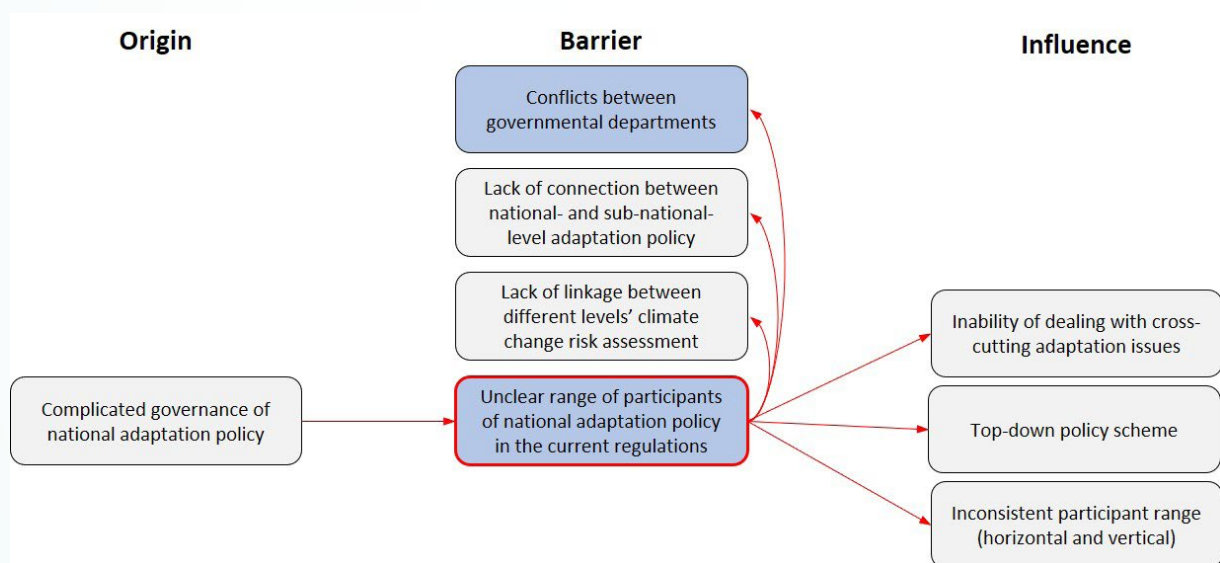 Origin
Barrier
Influence
Conflicts between
governmental departments
Lack of connection between
national- and sub-national-
level adaptation policy
Lack of linkage between
different levels’ climate
change risk assessment
Unclear range of participants
of national adaptation policy
in the current regulations
Complicated governance of
national adaptation policy
Inability of dealing with cross-
cutting adaptation issues
Top-down policy scheme
Inconsistent participant range
(horizontal and vertical)